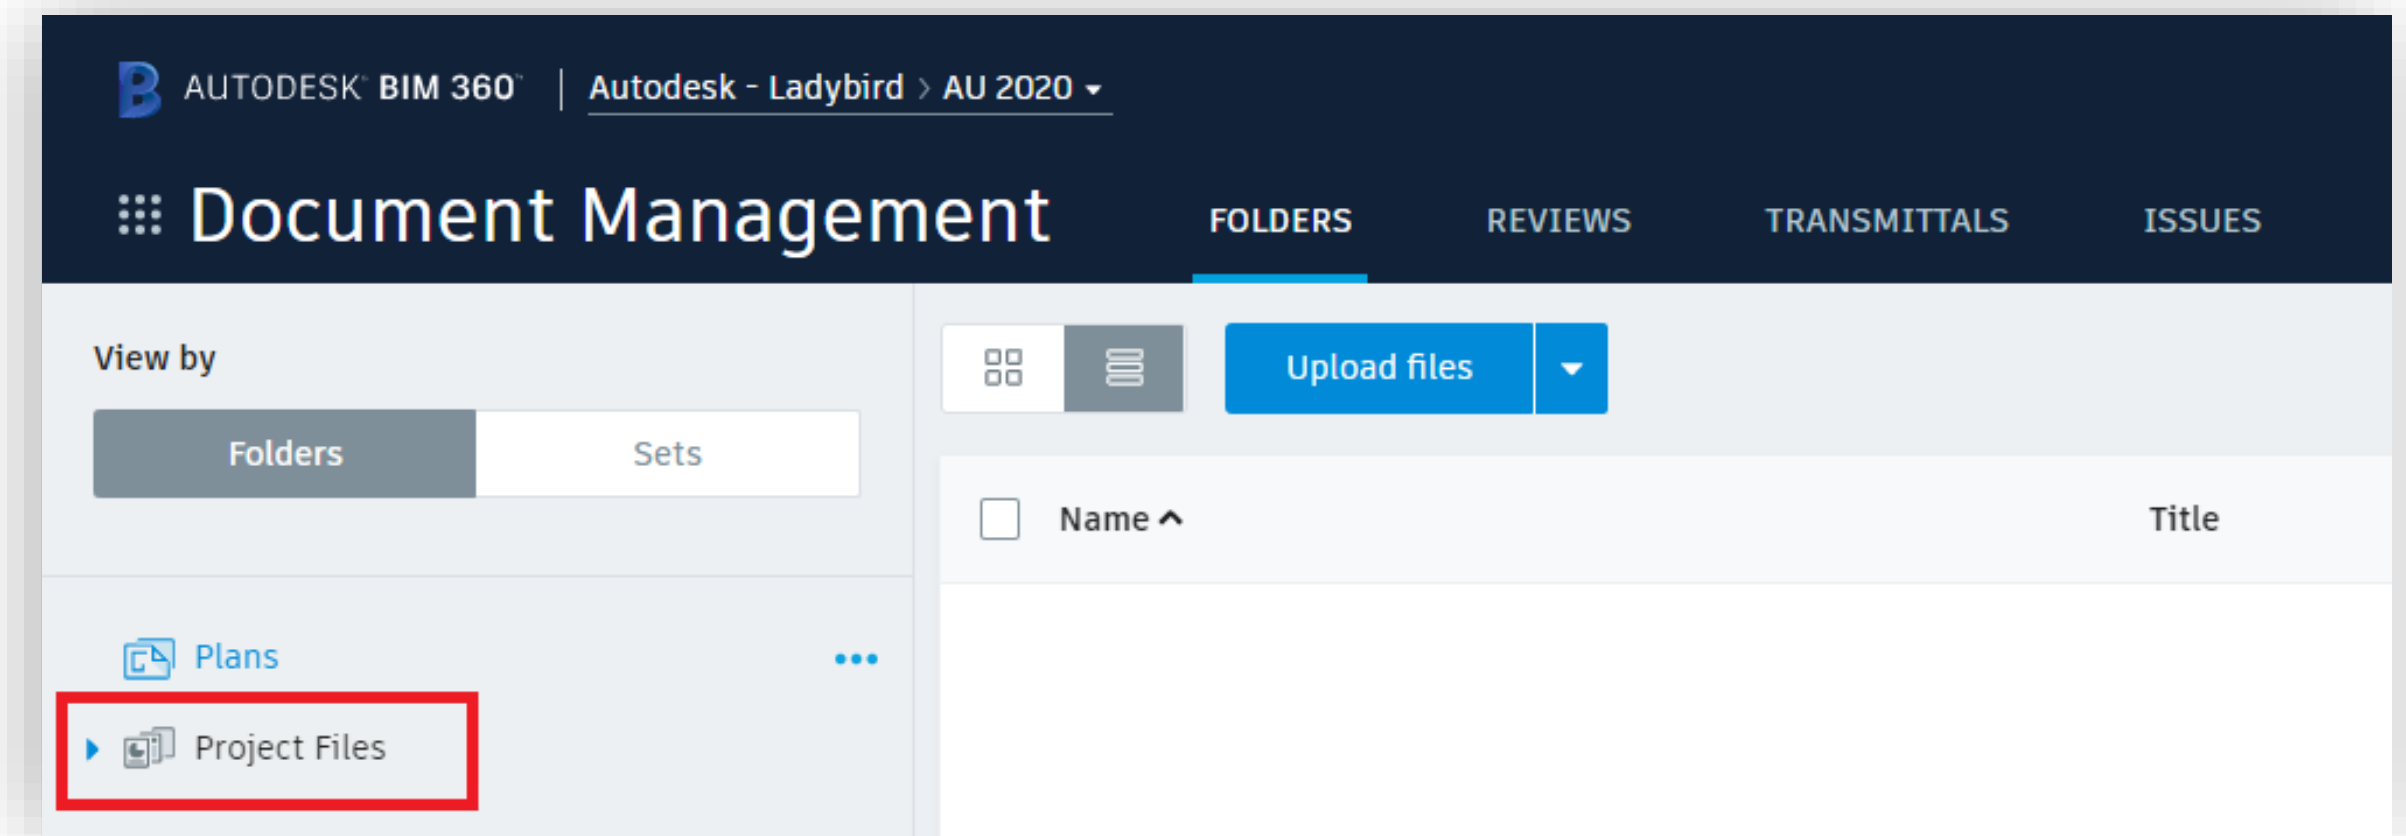 AUTODESK® BIM 360™ | Autodesk - Ladybird > AU 2020
Document Management FOLDERS REVIEWS TRANSMITTALS ISSUES
View by
Upload files
Folders Sets
Name Title
Plans
Project Files